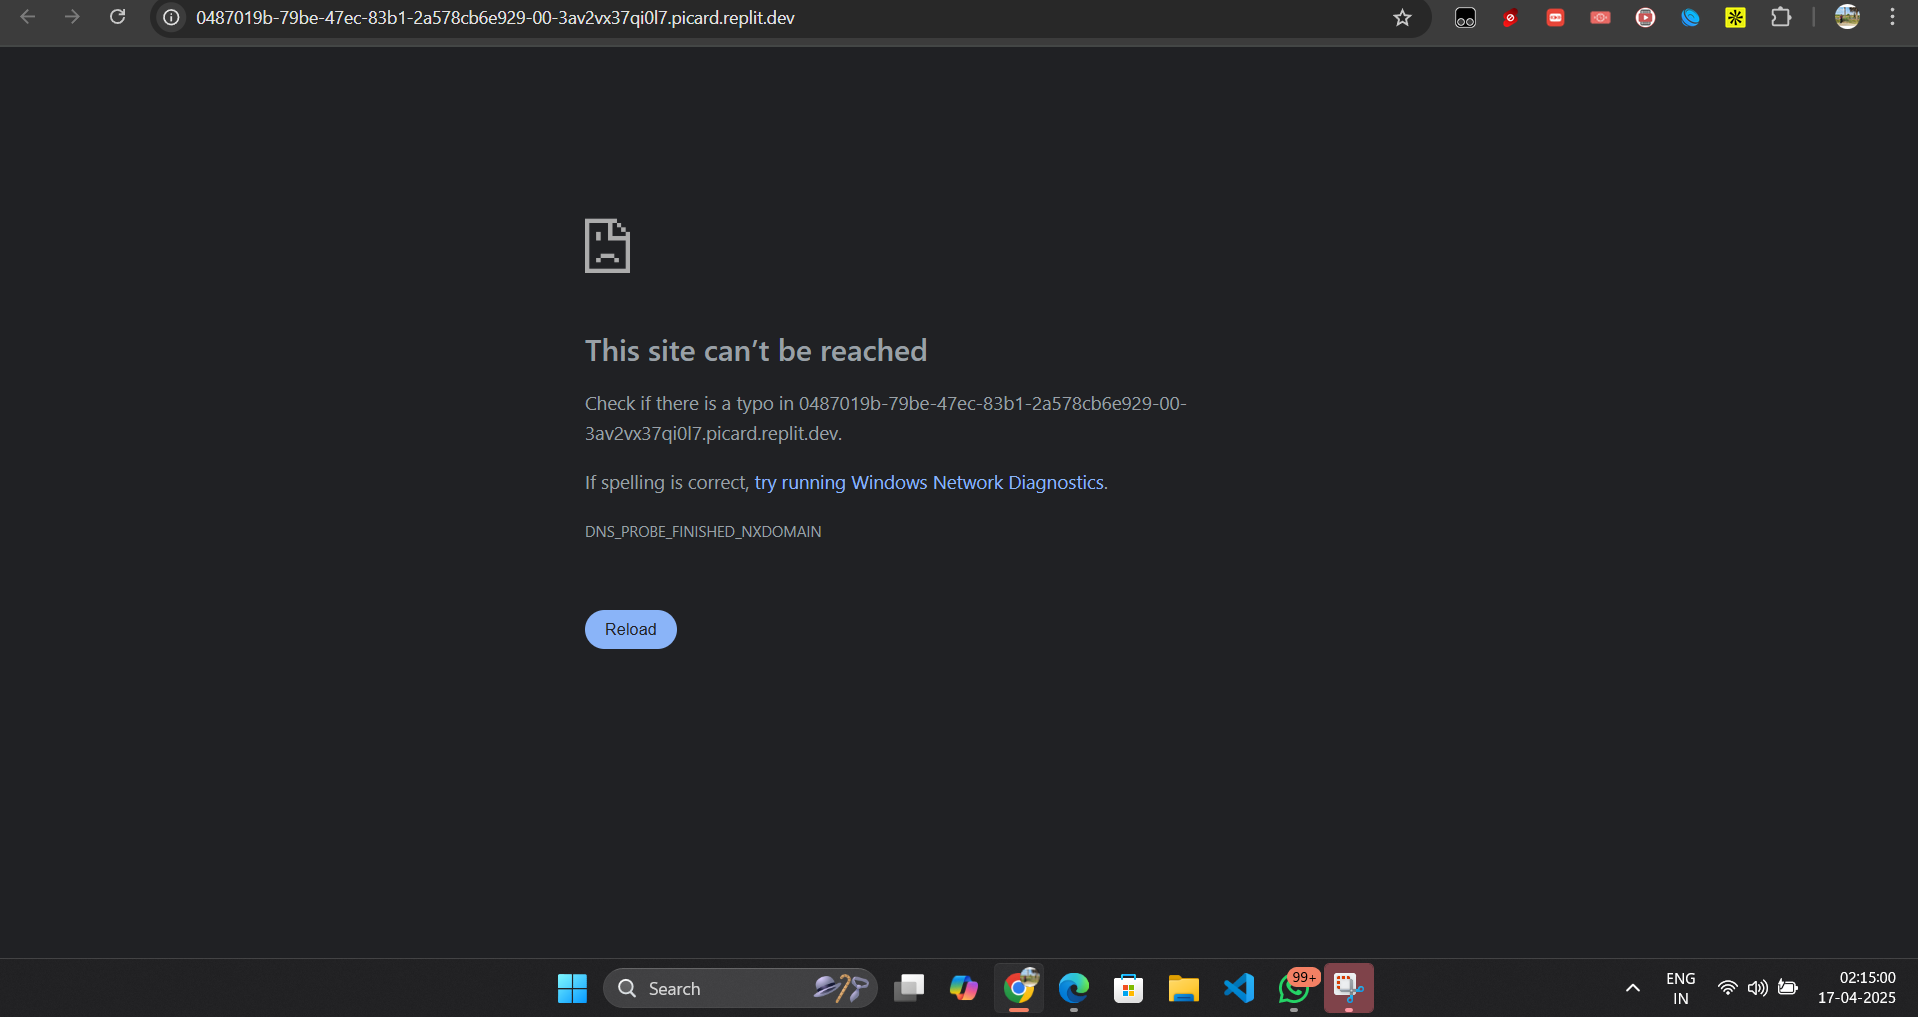 0487019b-79be-47ec-83b1-2a578cb6e929-00-3av2vx37qi0l7.picard.replit.dev
This site can’t be reached
Check if there is a typo in 0487019b-79be-47ec-83b1-2a578cb6e929-00-
3av2vx37qi0l7.picard.replit.dev.
If spelling is correct, try running Windows Network Diagnostics.
DNS_PROBE_FINISHED_NXDOMAIN
Reload
Search
99+
ENG
IN
02:15:00
17-04-2025